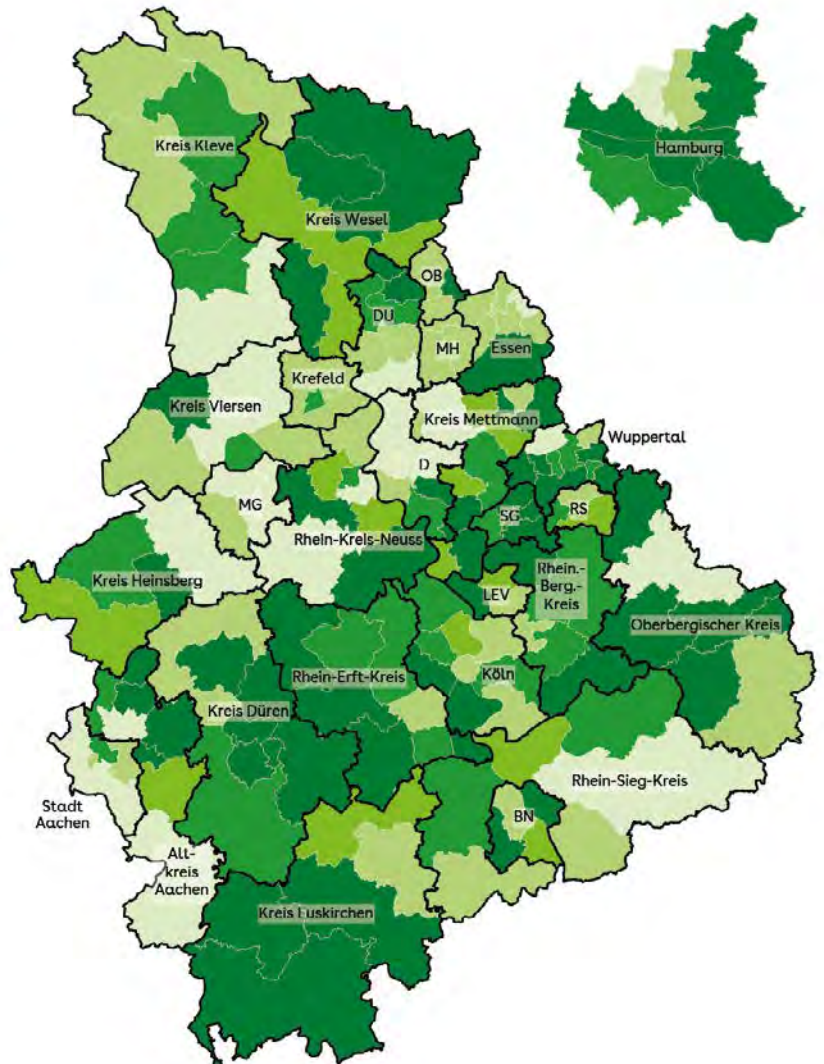 Kreis Kleve
Hamburg
Kreis Wesel
OB
DU
MH
Essen
Krefeld
Kreis Viersen
Kreis Mettmann
Wuppertal
D
MG
SG
RS
Rhein-Kreis-Neuss
Kreis Heinsberg
Rhein.-
Berg.-
Kreis
LEV
Oberbergischer Kreis
Rhein-Erft-Kreis
Köln
Kreis Düren
Rhein-Sieg-Kreis
Stadt
Aachen
BN
Alt-
kreis
Aachen
Kreis Euskirchen